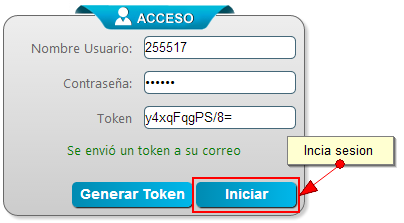 ACCESO
Nombre Usuario: 255517
Contraseña: ••••••
Token y4xqFqgPS/8=
Se envió un token a su correo
Incia sesion
Generar Token Iniciar